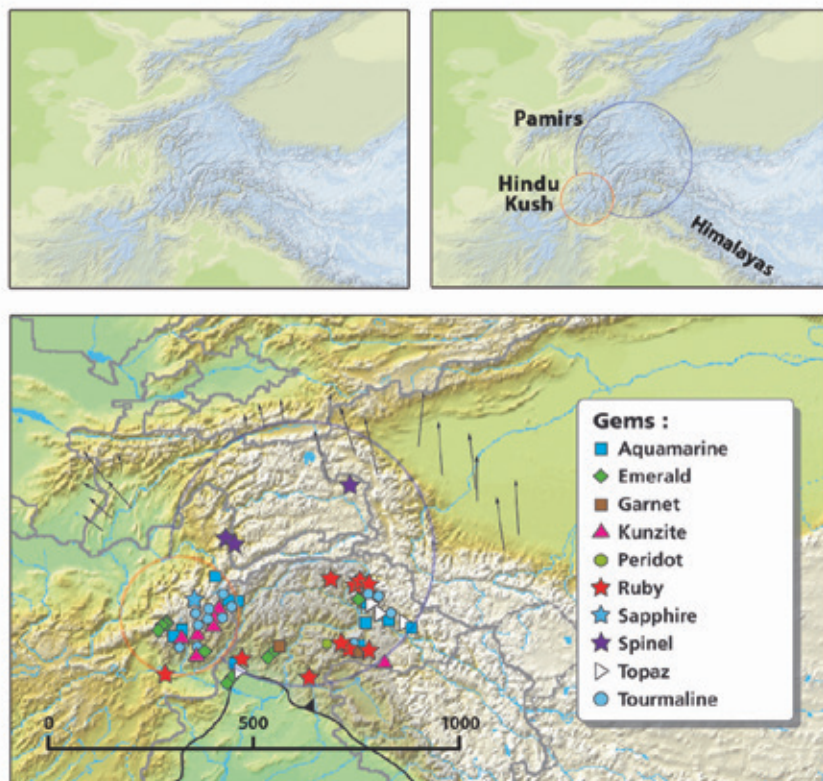 Pamirs
Hindu
Kush
Himalayas
Gems :
Aquamarine
Emerald
Garnet
Kunzite
Peridot
Ruby
Sapphire
Spinel
Topaz
Tourmaline
0 500 1000